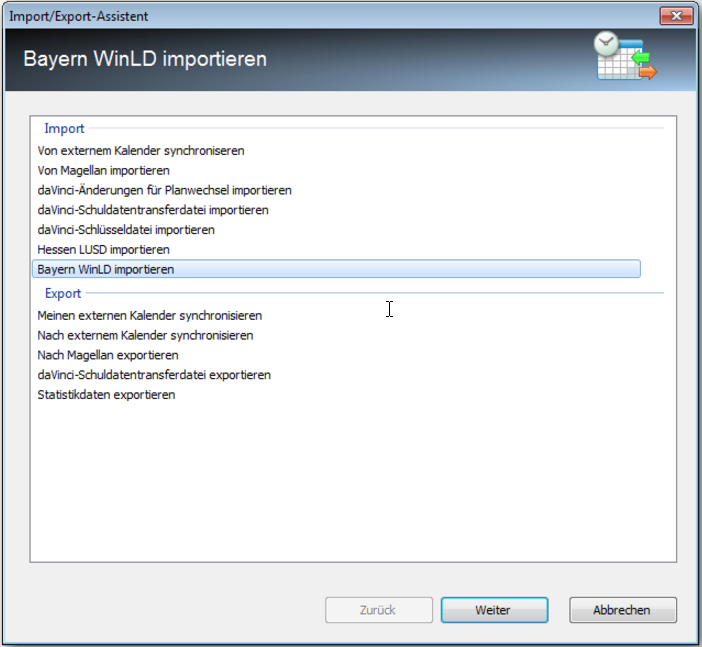 Import/Export-Assistent
Bayern WinLD importieren
Import
Von externem Kalender synchroniseren
Von Magellan importieren
daVinci-Änderungen für Planwechsel importieren
daVinci-Schuldatentransferdatei importieren
daVinci-Schlüsseldatei importieren
Hessen LUSD importieren
Bayern WinLD importieren
Export
Meinen externen Kalender synchronisieren
Nach externem Kalender synchronisieren
Nach Magellan exportieren
daVinci-Schuldatentransferdatei exportieren
Statistikdaten exportieren
Zurück
Weiter
Abbrechen